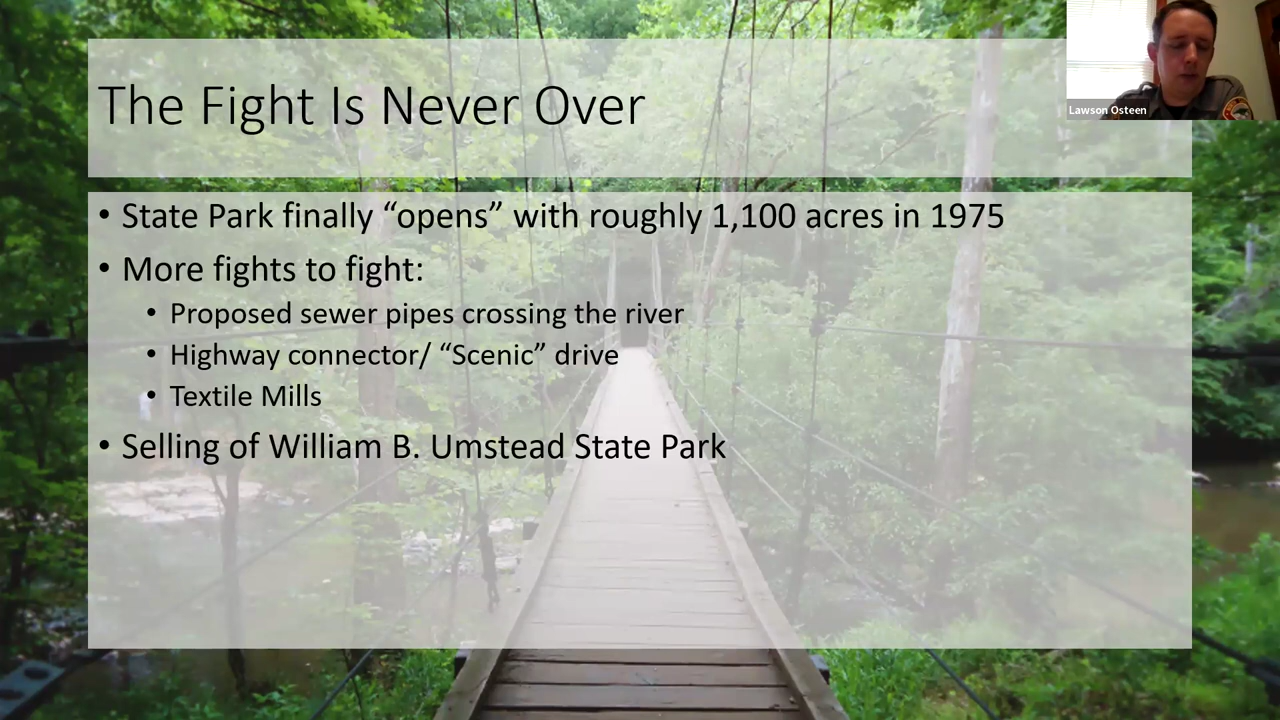 The Fight Is Never Over
Lawson Osteen
• State Park finally “opens” with roughly 1,100 acres in 1975
• More fights to fight:
• Proposed sewer pipes crossing the river
• Highway connector/ “Scenic” drive
• Textile Mills
• Selling of William B. Umstead State Park